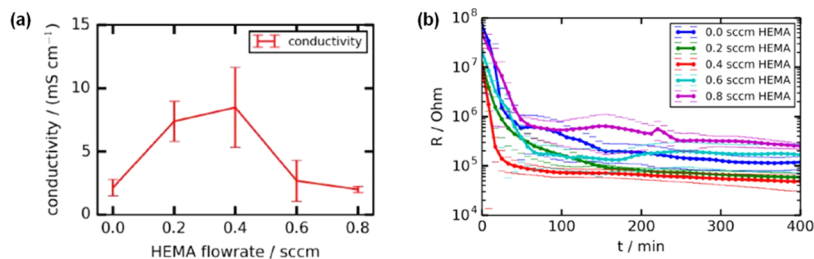 (a)
conductivity / (mS cm⁻¹)
15
10
5
0
conductivity
0.0 0.2 0.4 0.6 0.8
HEMA flowrate / sccm
(b)
R / Ohm
10⁸
10⁷
10⁶
10⁵
10⁴
0.0 sccm HEMA
0.2 sccm HEMA
0.4 sccm HEMA
0.6 sccm HEMA
0.8 sccm HEMA
0 100 200 300 400
t / min